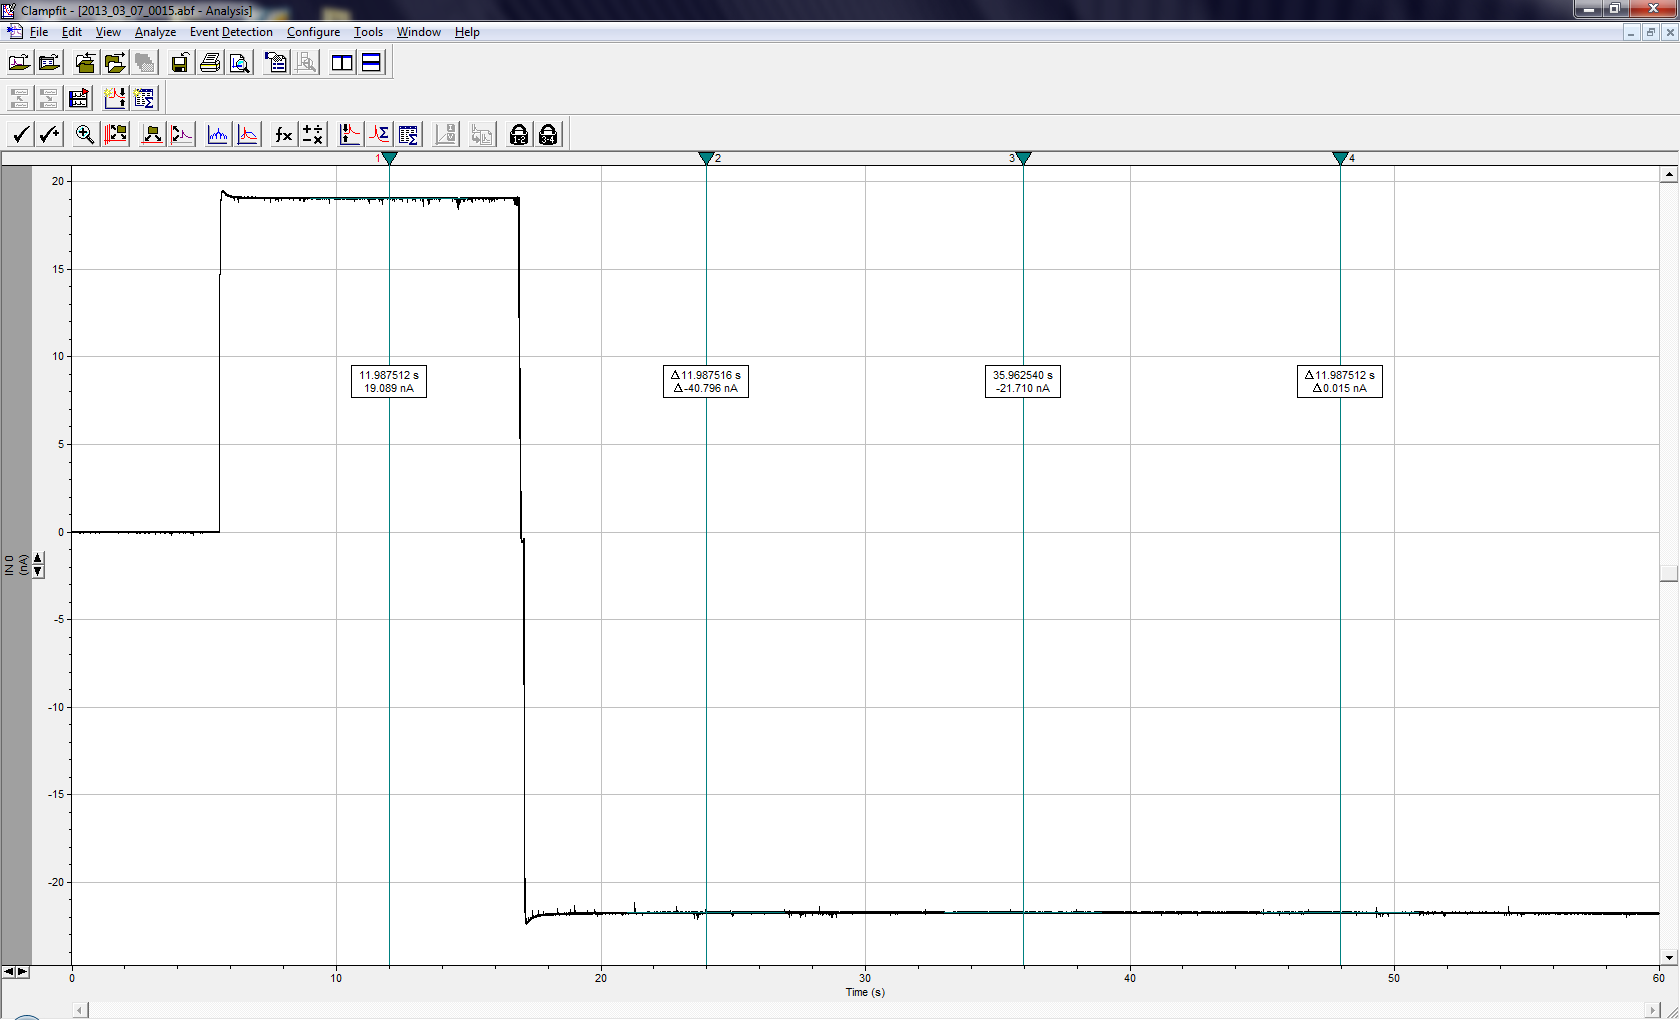 Clampfit - [2013_03_07_0015.abf - Analysis]
File Edit View Analyze Event Detection Configure Tools Window Help
1 2 3 4
20
15
10
5
0
-5
-10
-15
-20
IN 0
(nA)
11.987512 s
19.089 nA
Δ11.987516 s
Δ-40.796 nA
35.962540 s
-21.710 nA
Δ11.987512 s
Δ0.015 nA
0 10 20 30 40 50 60
Time (s)